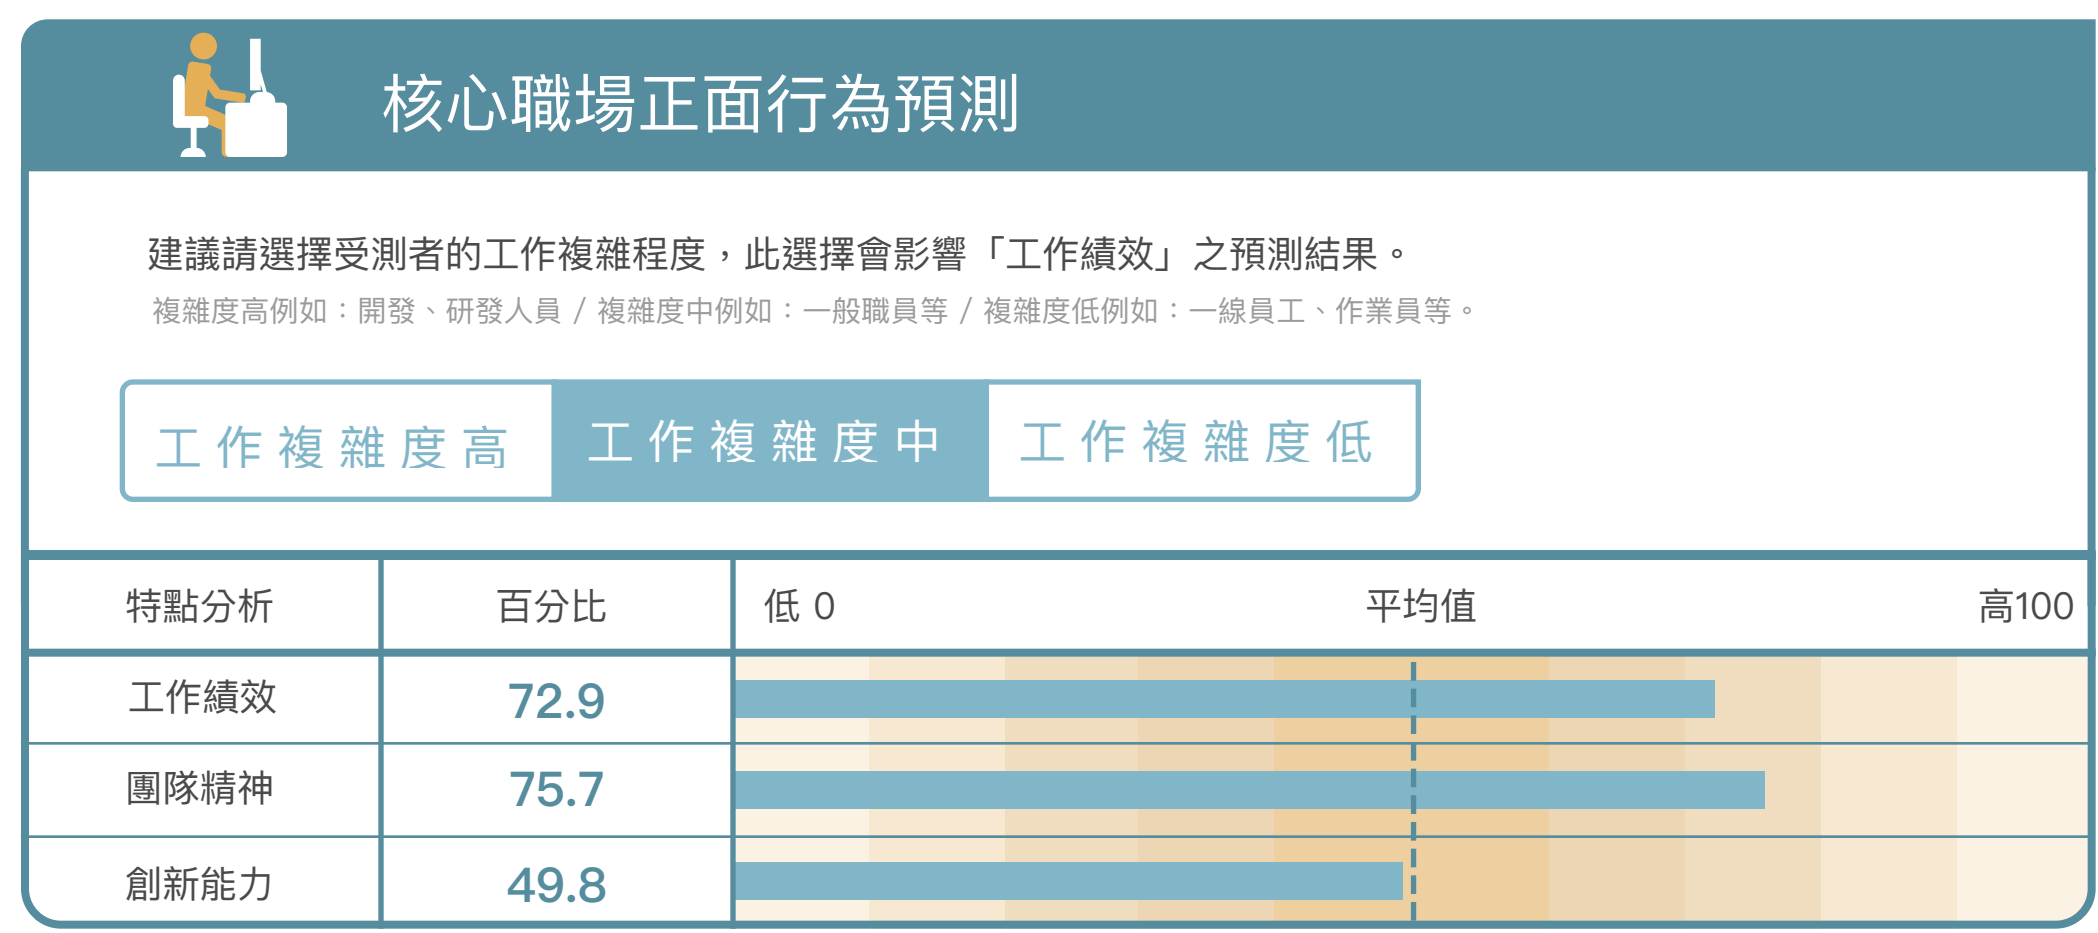 核心職場正面行為預測
建議請選擇受測者的工作複雜程度，此選擇會影響「工作績效」之預測結果。
複雜度高例如：開發、研發人員 / 複雜度中例如：一般職員等 / 複雜度低例如：一線員工、作業員等。
工作複雜度高 工作複雜度中 工作複雜度低
特點分析 百分比 低 0 平均值 高100
工作績效 72.9
團隊精神 75.7
創新能力 49.8